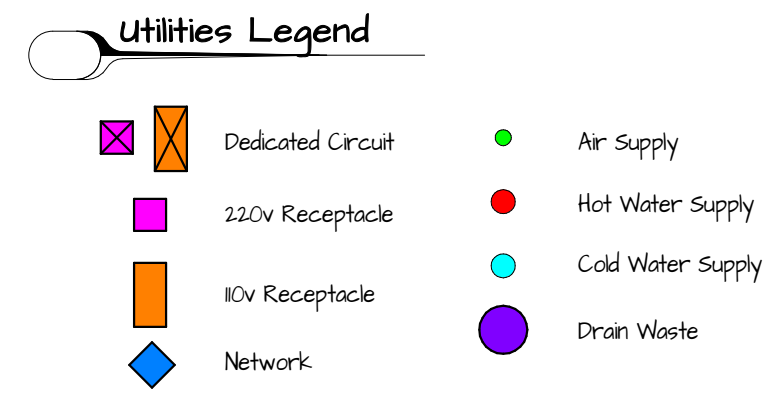 Utilities Legend
Dedicated Circuit
220v Receptacle
110v Receptacle
Network
Air Supply
Hot Water Supply
Cold Water Supply
Drain Waste